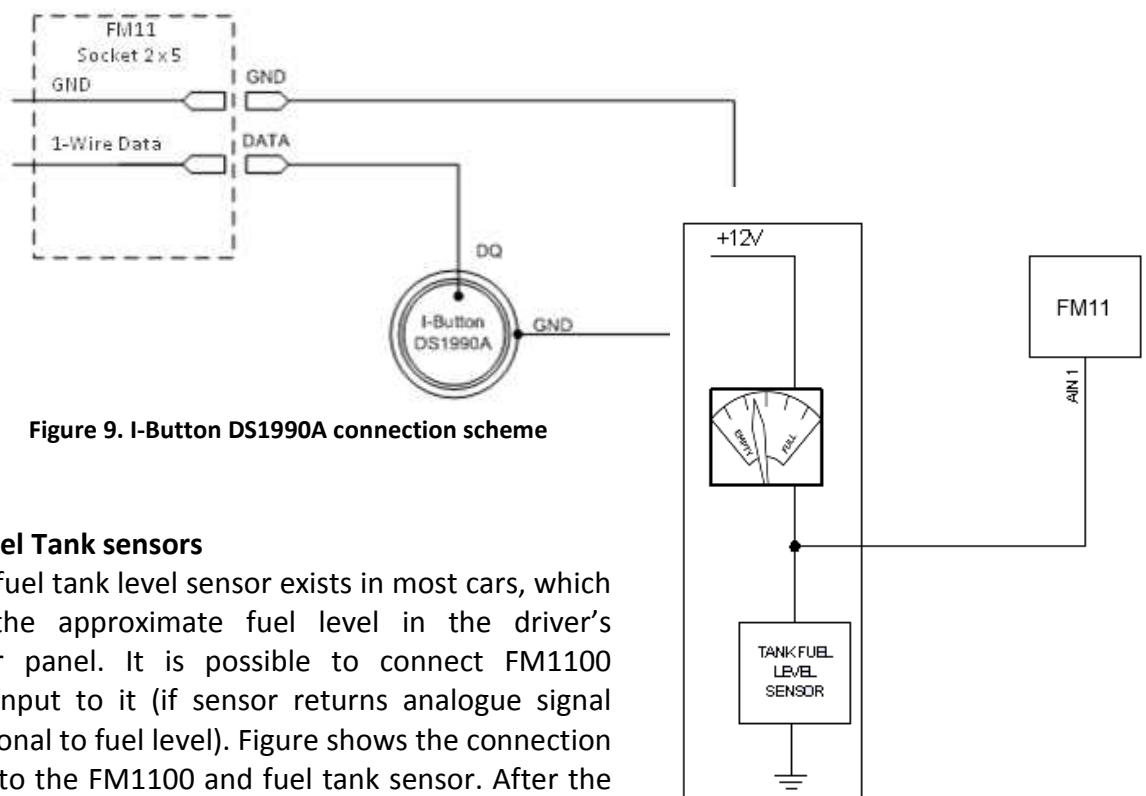 FM11
Socket 2x5
GND
GND
1-Wire Data
DATA
DQ
I-Button
DS1990A
GND
Figure 9. I-Button DS1990A connection scheme
+12V
FM11
AIN 1
EMPTY
FULL
TANK FUEL
LEVEL
SENSOR
el Tank sensors
fuel tank level sensor exists in most cars, which
the approximate fuel level in the driver’s
r panel. It is possible to connect FM1100
nput to it (if sensor returns analogue signal
onal to fuel level). Figure shows the connection
to the FM1100 and fuel tank sensor. After the